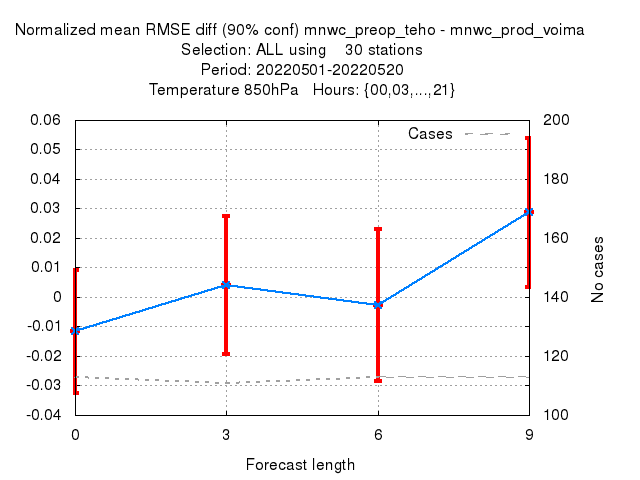 Normalized mean RMSE diff (90% conf) mnwc_preop_teho - mnwc_prod_voima
Selection: ALL using    30 stations
Period: 20220501-20220520
Temperature 850hPa   Hours: {00,03,...,21}
Cases
0.06
0.05
0.04
0.03
0.02
0.01
0
-0.01
-0.02
-0.03
-0.04
200
180
160
140
120
100
No cases
0 3 6 9
Forecast length